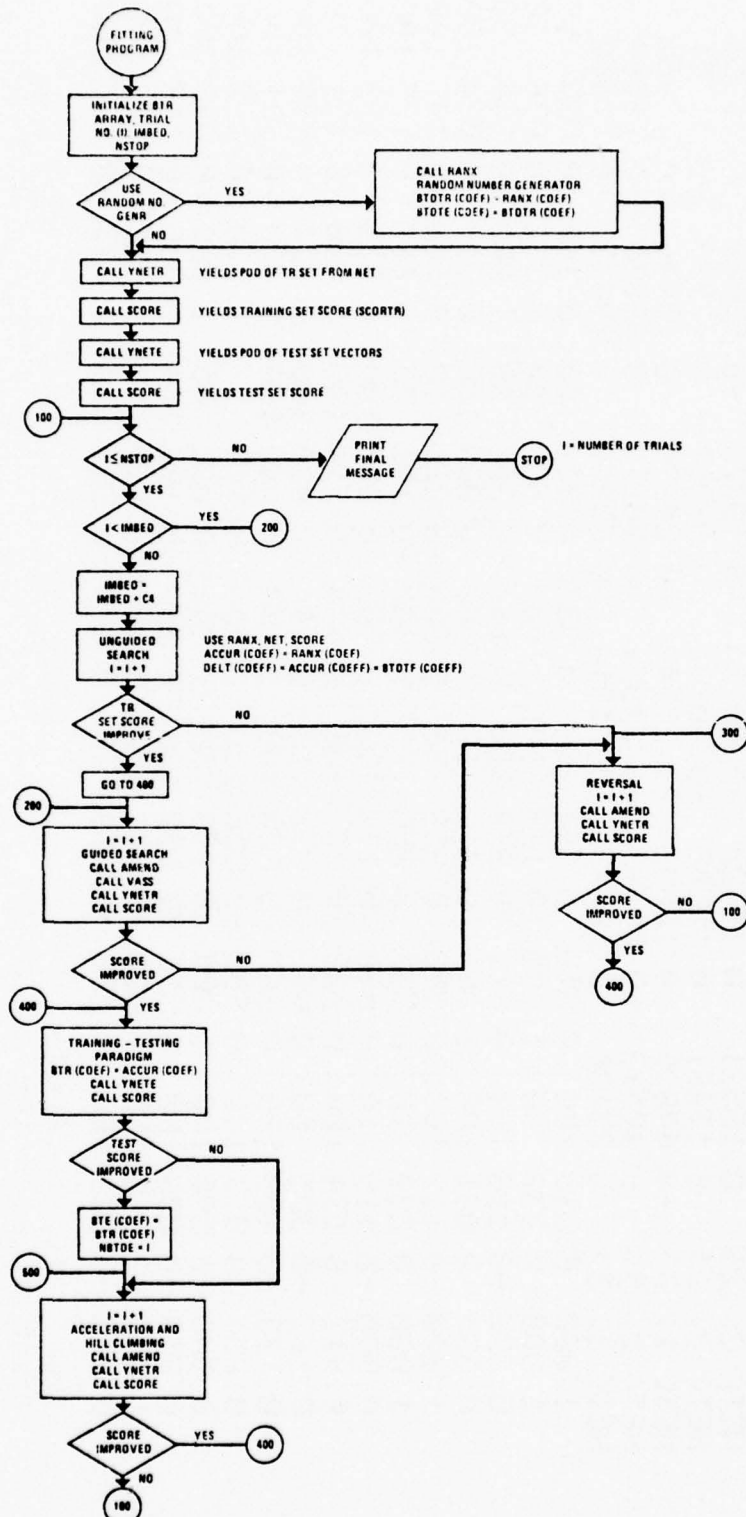 FITTING
PROGRAM
INITIALIZE BTR
ARRAY, TRIAL
NO. (I), IMBED,
NSTOP
USE
RANDOM NO.
GENR
YES
NO
CALL RANX
RANDOM NUMBER GENERATOR
BTOTR (COEF) - RANX (COEF)
BTOTE (COEF) = BTOTR (COEF)
CALL YNETR
YIELDS POD OF TR SET FROM NET
CALL SCORE
YIELDS TRAINING SET SCORE (SCORTR)
CALL YNETE
YIELDS POD OF TEST SET VECTORS
CALL SCORE
YIELDS TEST SET SCORE
100
I ≤ NSTOP
NO
PRINT
FINAL
MESSAGE
STOP
I = NUMBER OF TRIALS
YES
I < IMBED
YES
200
NO
IMBED =
IMBED + C4
UNGUIDED
SEARCH
I = I + 1
USE RANX, NET, SCORE
ACCUR (COEF) = RANX (COEF)
DELT (COEFF) = ACCUR (COEFF) = BTOTF (COEFF)
TR
SET SCORE
IMPROVE
NO
YES
GO TO 400
300
REVERSAL
I = I + 1
CALL AMEND
CALL YNETR
CALL SCORE
SCORE
IMPROVED
NO
100
YES
400
200
I = I + 1
GUIDED SEARCH
CALL AMEND
CALL VASS
CALL YNETR
CALL SCORE
SCORE
IMPROVED
NO
YES
400
TRAINING - TESTING
PARADIGM
BTR (COEF) = ACCUR (COEF)
CALL YNETE
CALL SCORE
TEST
SCORE
IMPROVED
NO
BTE (COEF) =
BTR (COEF)
NBTDE = I
500
I = I + 1
ACCELERATION AND
HILL CLIMBING
CALL AMEND
CALL YNETR
CALL SCORE
SCORE
IMPROVED
YES
400
NO
100